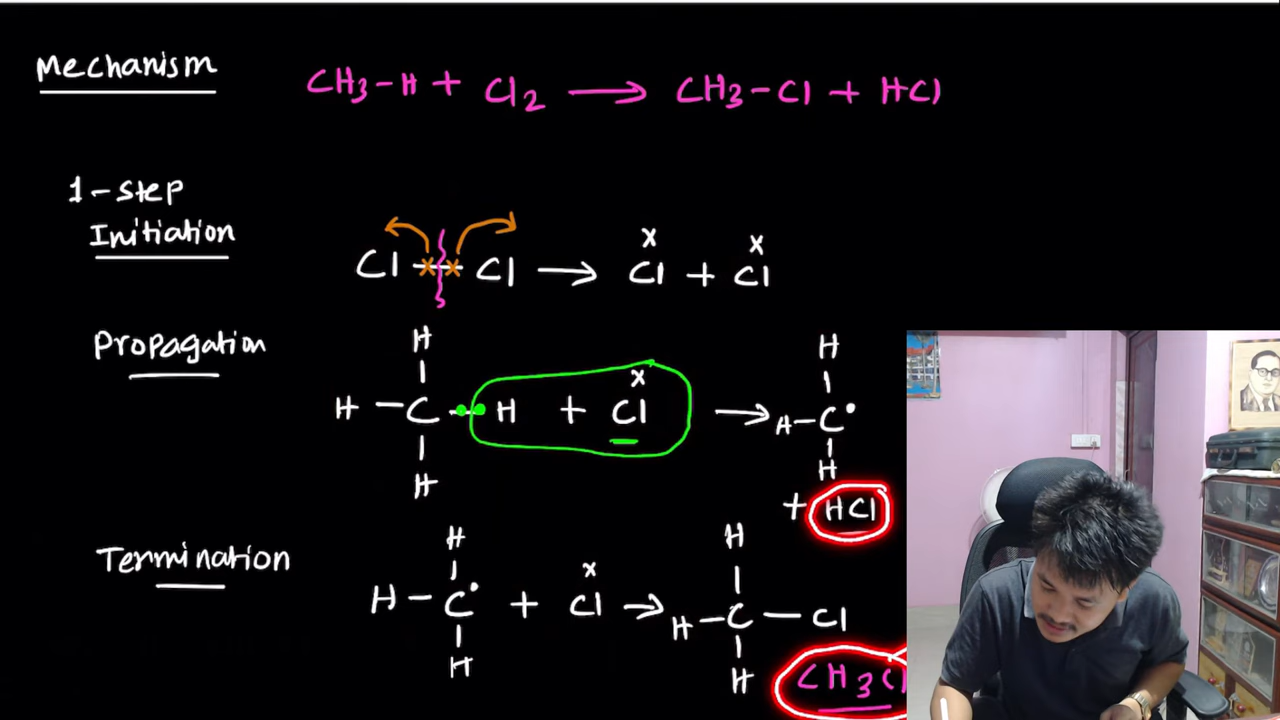 Mechanism
CH3-H + Cl2 → CH3-Cl + HCl
1-step
Initiation
Cl ×× Cl → Cl + Cl
x x
Propagation
H
H - C - H + Cl → H - C•
x
H
H
H
+ HCl
Termination
H
H - C• + Cl → H - C - Cl
x
H
H
H
CH3Cl